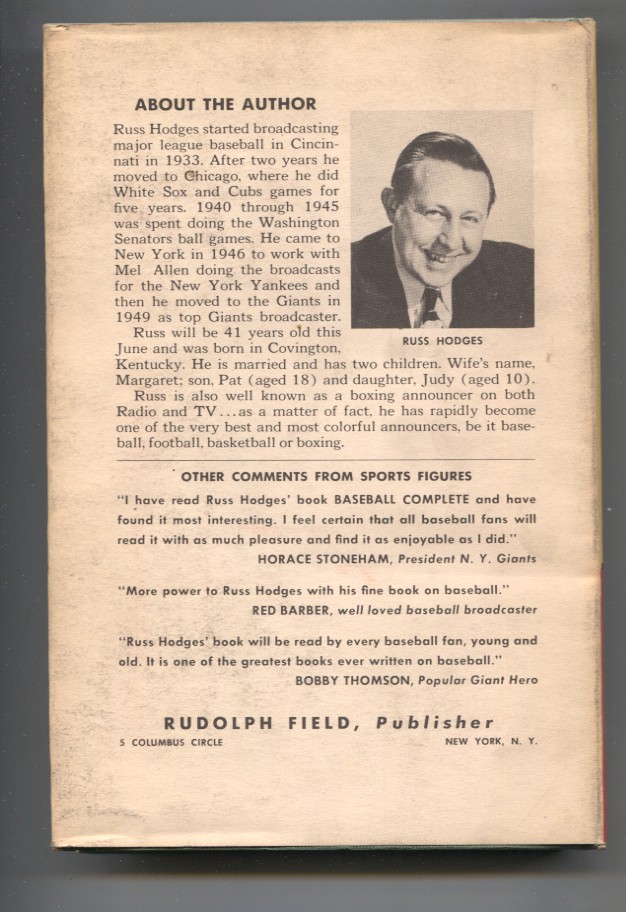 ABOUT THE AUTHOR
Russ Hodges started broadcasting
major league baseball in Cincin-
nati in 1933. After two years he
moved to Chicago, where he did
White Sox and Cubs games for
five years. 1940 through 1945
was spent doing the Washington
Senators ball games. He came to
New York in 1946 to work with
Mel Allen doing the broadcasts
for the New York Yankees and
then he moved to the Giants in
1949 as top Giants broadcaster.
Russ will be 41 years old this
June and was born in Covington,
Kentucky. He is married and has two children. Wife's name,
Margaret; son, Pat (aged 18) and daughter, Judy (aged 10).
Russ is also well known as a boxing announcer on both
Radio and TV...as a matter of fact, he has rapidly become
one of the very best and most colorful announcers, be it base-
ball, football, basketball or boxing.
RUSS HODGES
OTHER COMMENTS FROM SPORTS FIGURES
"I have read Russ Hodges' book BASEBALL COMPLETE and have
found it most interesting. I feel certain that all baseball fans will
read it with as much pleasure and find it as enjoyable as I did."
HORACE STONEHAM, President N. Y. Giants
"More power to Russ Hodges with his fine book on baseball."
RED BARBER, well loved baseball broadcaster
"Russ Hodges' book will be read by every baseball fan, young and
old. It is one of the greatest books ever written on baseball."
BOBBY THOMSON, Popular Giant Hero
RUDOLPH FIELD, Publisher
5 COLUMBUS CIRCLE NEW YORK, N. Y.